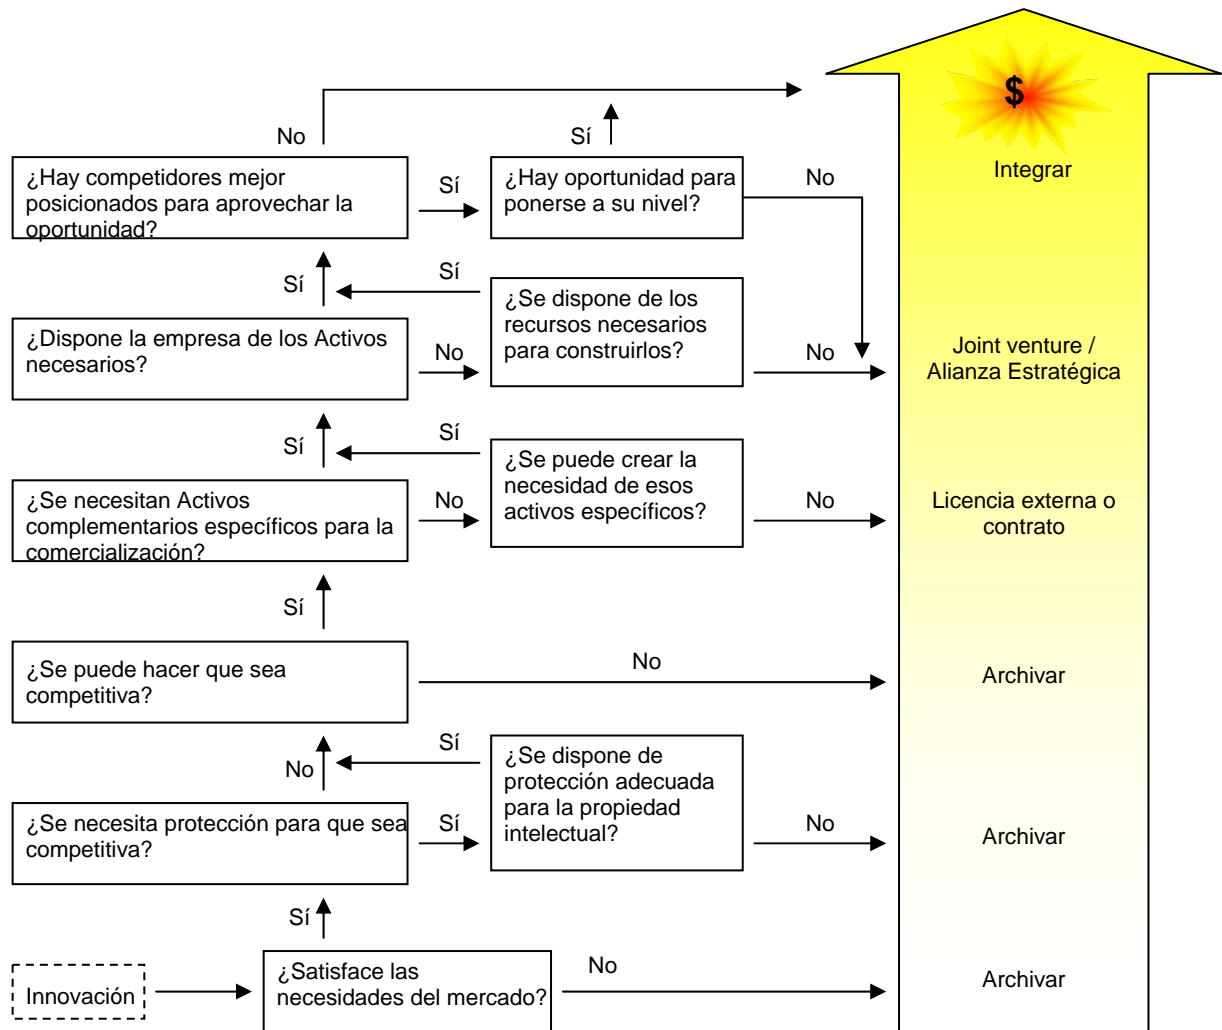 $
No
Sí
¿Hay competidores mejor
posicionados para aprovechar la
oportunidad?
Sí
¿Hay oportunidad para
ponerse a su nivel?
No
Integrar
Sí
Sí
¿Dispone la empresa de los Activos
necesarios?
No
¿Se dispone de los
recursos necesarios
para construirlos?
No
Joint venture /
Alianza Estratégica
Sí
Sí
¿Se necesitan Activos
complementarios específicos para la
comercialización?
No
¿Se puede crear la
necesidad de esos
activos específicos?
No
Licencia externa o
contrato
Sí
¿Se puede hacer que sea
competitiva?
No
Archivar
No
Sí
¿Se necesita protección para que sea
competitiva?
Sí
¿Se dispone de
protección adecuada
para la propiedad
intelectual?
No
Archivar
Sí
Innovación
¿Satisface las
necesidades del mercado?
No
Archivar